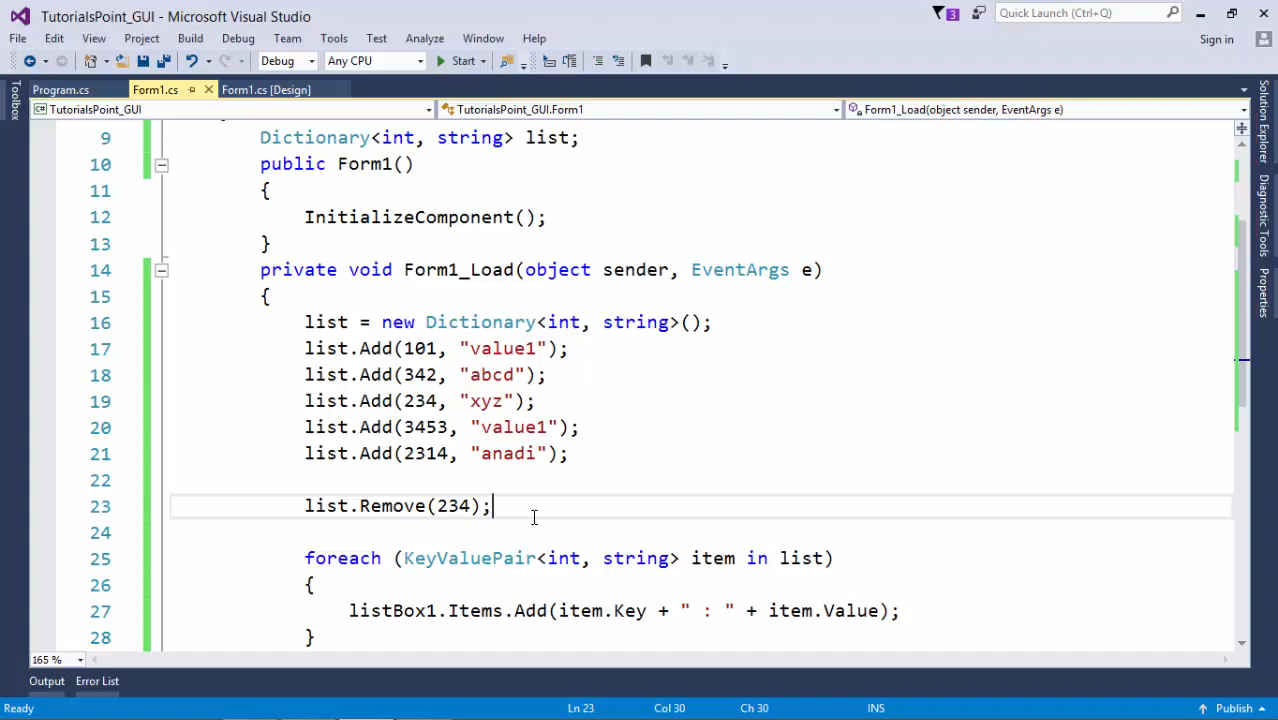 TutorialsPoint_GUI - Microsoft Visual Studio
3
Quick Launch (Ctrl+Q)
File Edit View Project Build Debug Team Tools Test Analyze Window Help
Sign in
Debug Any CPU Start
Program.cs Form1.cs Form1.cs [Design]
TutorialsPoint_GUI TutorialsPoint_GUI.Form1 Form1_Load(object sender, EventArgs e)
Toolbox
Solution Explorer
Diagnostic Tools
Properties
9 Dictionary<int, string> list;
10 public Form1()
11 {
12 InitializeComponent();
13 }
14 private void Form1_Load(object sender, EventArgs e)
15 {
16 list = new Dictionary<int, string>();
17 list.Add(101, "value1");
18 list.Add(342, "abcd");
19 list.Add(234, "xyz");
20 list.Add(3453, "value1");
21 list.Add(2314, "anadi");
22
23 list.Remove(234);
24
25 foreach (KeyValuePair<int, string> item in list)
26 {
27 listBox1.Items.Add(item.Key + " : " + item.Value);
28 }
165 %
Output Error List
Ready Ln 23 Col 30 Ch 30 INS Publish